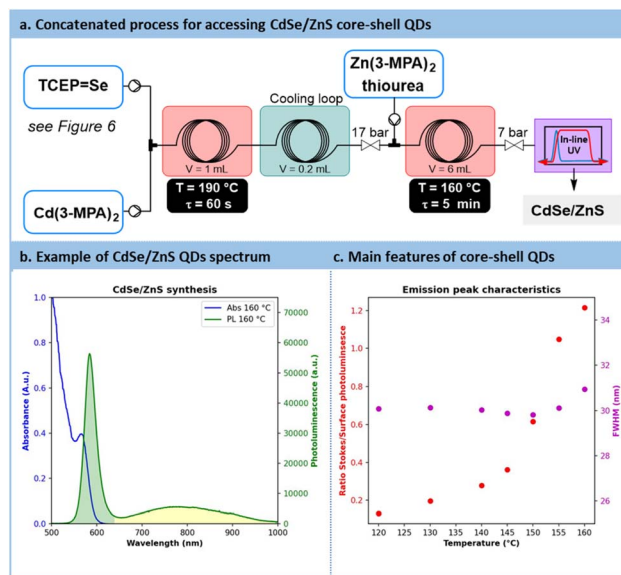 a. Concatenated process for accessing CdSe/ZnS core-shell QDs
TCEP=Se
see Figure 6
Cd(3-MPA)₂
V = 1 mL
T = 190 °C
τ = 60 s
Cooling loop
V = 0.2 mL
17 bar
Zn(3-MPA)₂
thiourea
V = 6 mL
T = 160 °C
τ = 5 min
7 bar
In-line
UV
CdSe/ZnS
b. Example of CdSe/ZnS QDs spectrum
CdSe/ZnS synthesis
Abs 160 °C
PL 160 °C
Absorbance (A.u.)
1.0
0.8
0.6
0.4
0.2
0.0
500
600
700
800
900
1000
Wavelength (nm)
70000
60000
50000
40000
30000
20000
10000
0
Photoluminescence (a.u.)
c. Main features of core-shell QDs
Emission peak characteristics
Ratio Stokes/Surface photoluminesce
1.2
1.0
0.8
0.6
0.4
0.2
120
125
130
135
140
145
150
155
160
Temperature (°C)
34
32
30
28
26
FWHM (nm)